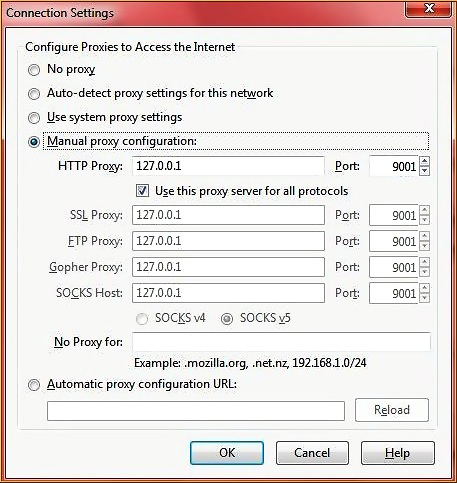 Connection Settings
Configure Proxies to Access the Internet
No proxy
Auto-detect proxy settings for this network
Use system proxy settings
Manual proxy configuration:
HTTP Proxy: 127.0.0.1 Port: 9001
Use this proxy server for all protocols
SSL Proxy: 127.0.0.1 Port: 9001
FTP Proxy: 127.0.0.1 Port: 9001
Gopher Proxy: 127.0.0.1 Port: 9001
SOCKS Host: 127.0.0.1 Port: 9001
SOCKS v4 SOCKS v5
No Proxy for:
Example: .mozilla.org, .net.nz, 192.168.1.0/24
Automatic proxy configuration URL:
Reload
OK Cancel Help